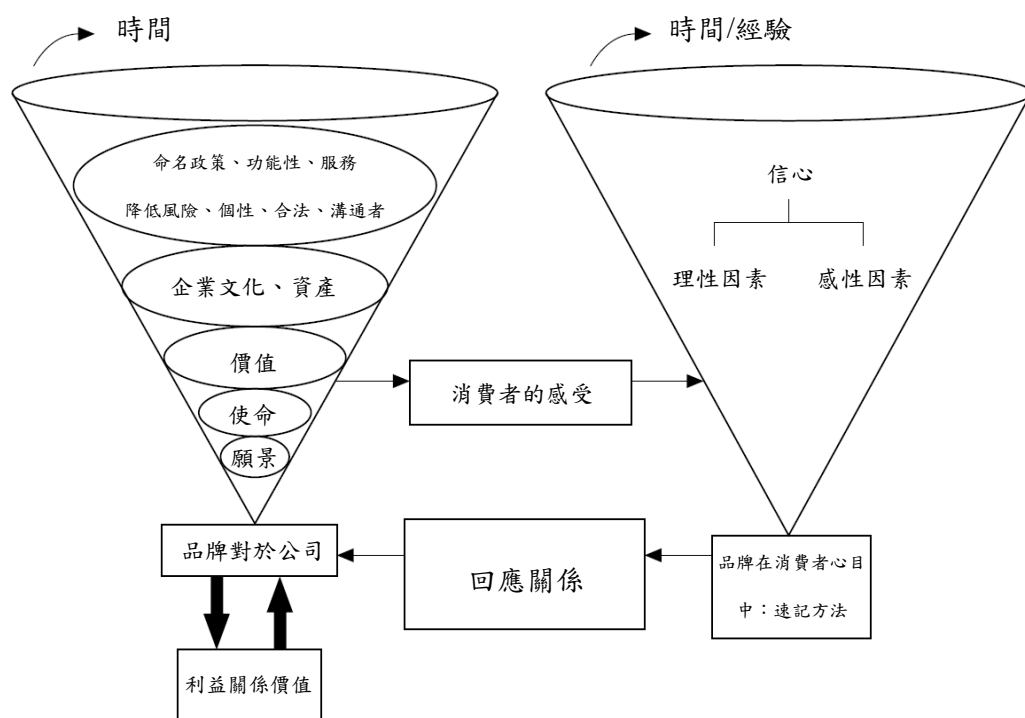 時間
時間/經驗
命名政策、功能性、服務
降低風險、個性、合法、溝通者
信心
企業文化、資產
理性因素
感性因素
價值
消費者的感受
使命
願景
品牌對於公司
回應關係
品牌在消費者心目
中：速記方法
利益關係價值